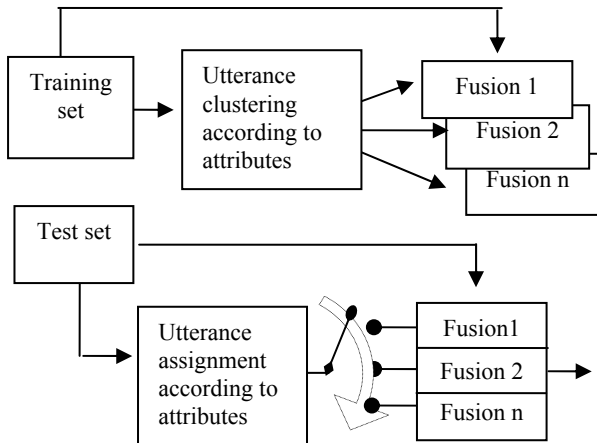 Training
set
Utterance
clustering
according to
attributes
Fusion 1
Fusion 2
Fusion n
Test set
Utterance
assignment
according to
attributes
Fusion1
Fusion 2
Fusion n